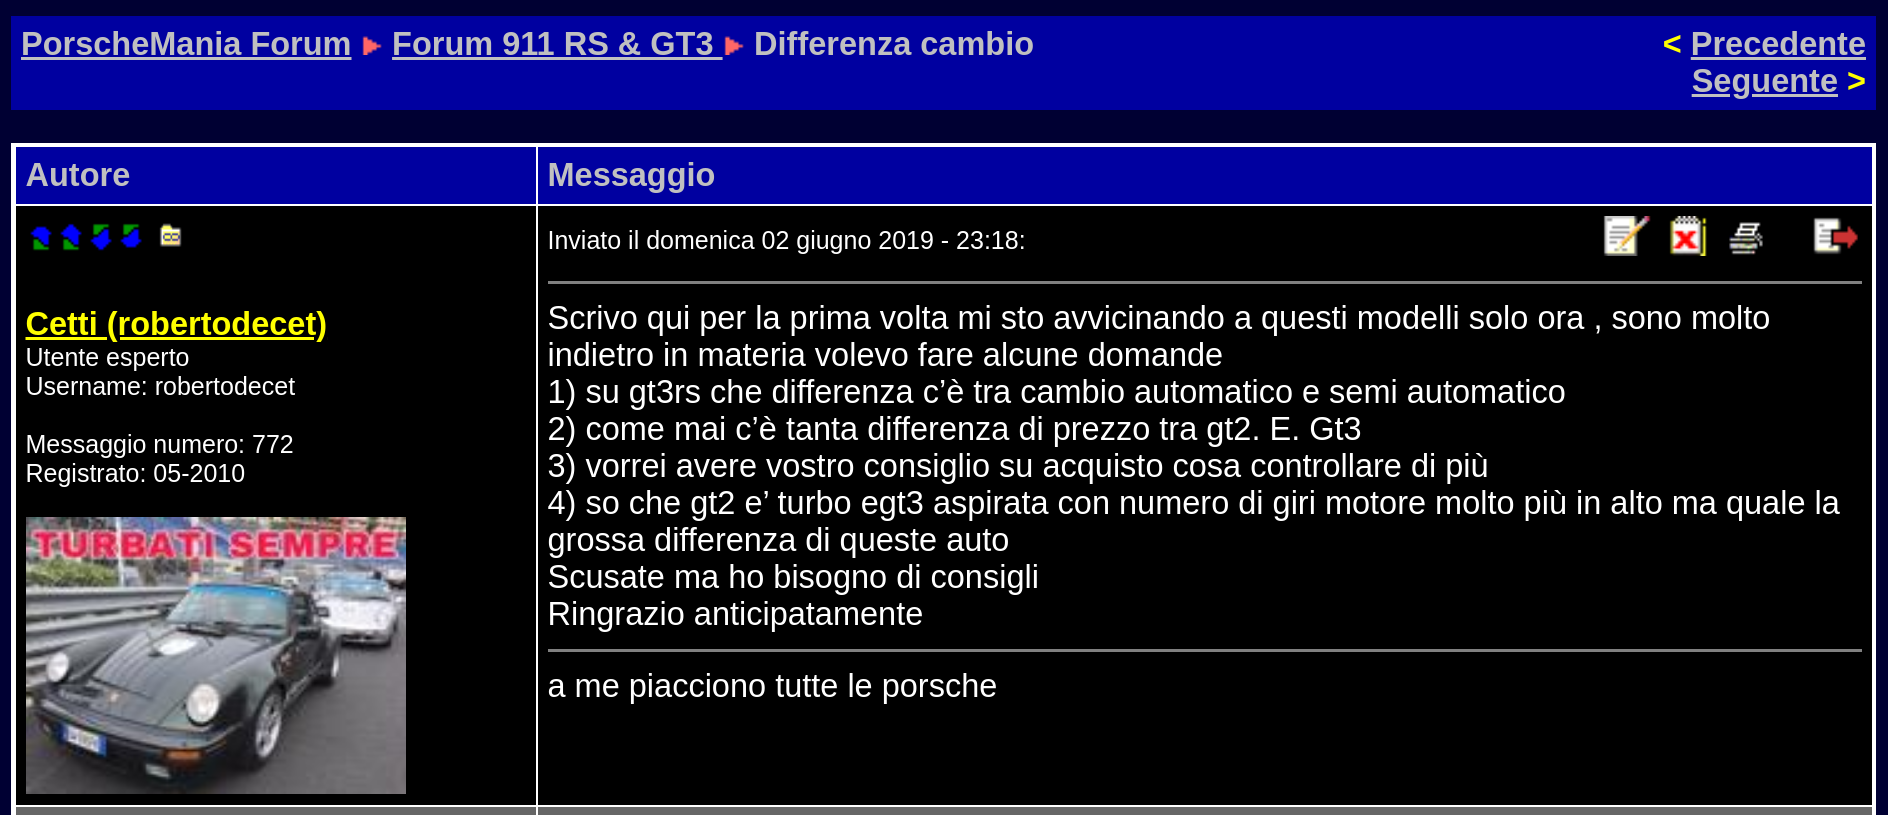 PorscheMania Forum Forum 911 RS & GT3 Differenza cambio
< Precedente
Seguente >
Autore
Messaggio
Inviato il domenica 02 giugno 2019 - 23:18:
Cetti (robertodecet)
Utente esperto
Username: robertodecet
Messaggio numero: 772
Registrato: 05-2010
TURBATI SEMPRE
Scrivo qui per la prima volta mi sto avvicinando a questi modelli solo ora , sono molto
indietro in materia volevo fare alcune domande
1) su gt3rs che differenza c’è tra cambio automatico e semi automatico
2) come mai c’è tanta differenza di prezzo tra gt2. E. Gt3
3) vorrei avere vostro consiglio su acquisto cosa controllare di più
4) so che gt2 e’ turbo egt3 aspirata con numero di giri motore molto più in alto ma quale la
grossa differenza di queste auto
Scusate ma ho bisogno di consigli
Ringrazio anticipatamente
a me piacciono tutte le porsche